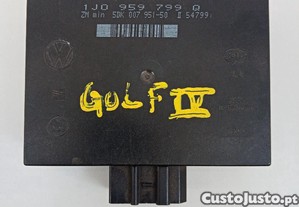 1J0 959 799 Q
ZM min 5DK 007 951-50 II 54799
GOLF IV
CustoJusto.pt